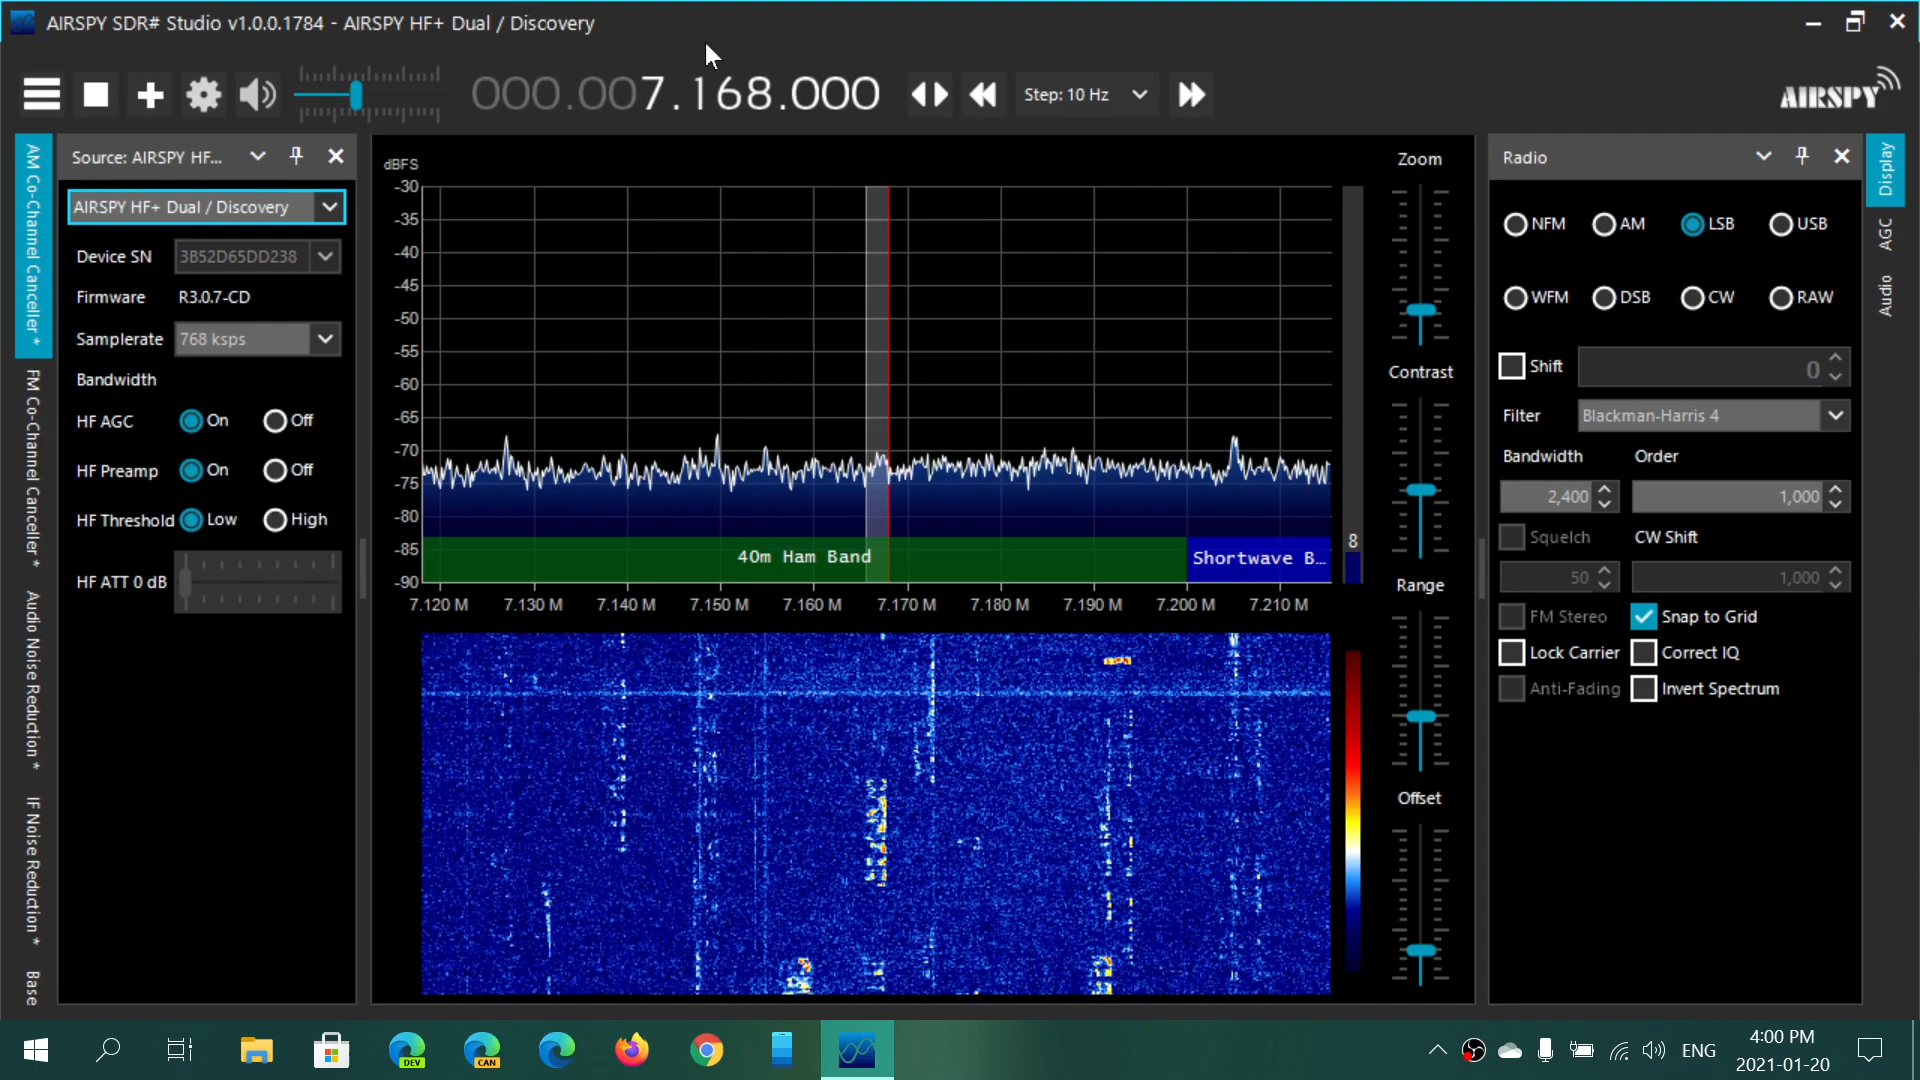 AIRSPY SDR# Studio v1.0.0.1784 - AIRSPY HF+ Dual / Discovery
000.007.168.000
Step: 10 Hz
AIRSPY
AM Co-Channel Canceller *
FM Co-Channel Canceller *
Audio Noise Reduction *
IF Noise Reduction *
Base
Source: AIRSPY HF...
AIRSPY HF+ Dual / Discovery
Device SN 3B52D65DD238
Firmware R3.0.7-CD
Samplerate 768 ksps
Bandwidth
HF AGC On Off
HF Preamp On Off
HF Threshold Low High
HF ATT 0 dB
dBFS
-30
-35
-40
-45
-50
-55
-60
-65
-70
-75
-80
-85
-90
40m Ham Band
Shortwave B...
7.120 M 7.130 M 7.140 M 7.150 M 7.160 M 7.170 M 7.180 M 7.190 M 7.200 M 7.210 M
8
Zoom
Contrast
Range
Offset
Radio
NFM AM LSB USB
WFM DSB CW RAW
Shift 0
Filter Blackman-Harris 4
Bandwidth Order
2,400 1,000
Squelch CW Shift
50 1,000
FM Stereo Snap to Grid
Lock Carrier Correct IQ
Anti-Fading Invert Spectrum
Display
AGC
Audio
DEV
CAN
ENG
4:00 PM
2021-01-20